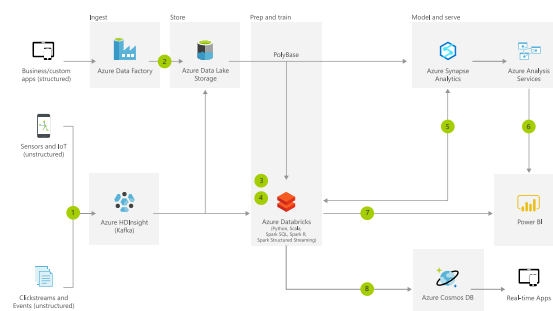 Ingest
Store
Prep and train
Model and serve
PolyBase
2
Business/custom
apps (structured)
Azure Data Factory
Azure Data Lake
Storage
Azure Synapse
Analytics
Azure Analysis
Services
5
6
Sensors and IoT
(unstructured)
3
4
1
7
Azure HDInsight
(Kafka)
Azure Databricks
(Python, Scala,
Spark SQL, Spark R,
Spark Structured Streaming)
Power BI
8
Clickstreams and
Events (unstructured)
Azure Cosmos DB
Real-time Apps